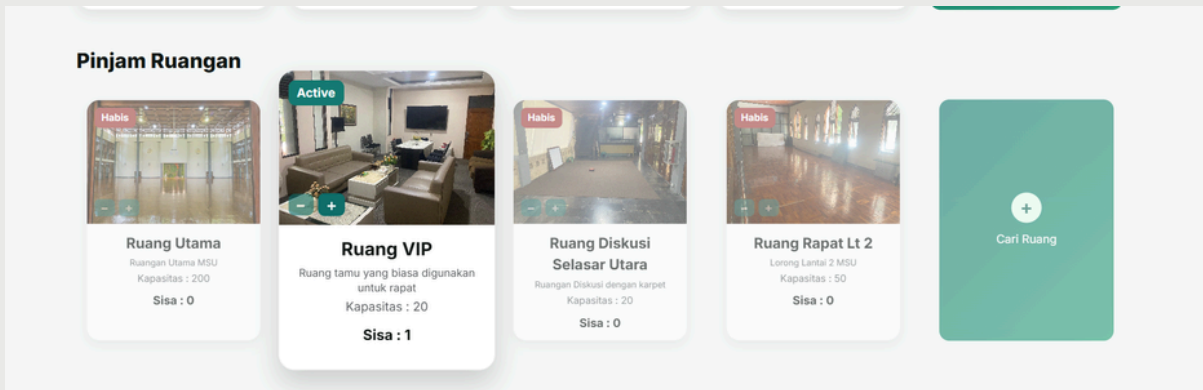 Pinjam Ruangan
Habis
Ruang Utama
Ruangan Utama MSU
Kapasitas : 200
Sisa : 0
Active
Ruang VIP
Ruang tamu yang biasa digunakan
untuk rapat
Kapasitas : 20
Sisa : 1
Habis
Ruang Diskusi
Selasar Utara
Ruangan Diskusi dengan karpet
Kapasitas : 20
Sisa : 0
Habis
Ruang Rapat Lt 2
Lorong Lantai 2 MSU
Kapasitas : 50
Sisa : 0
+
Cari Ruang